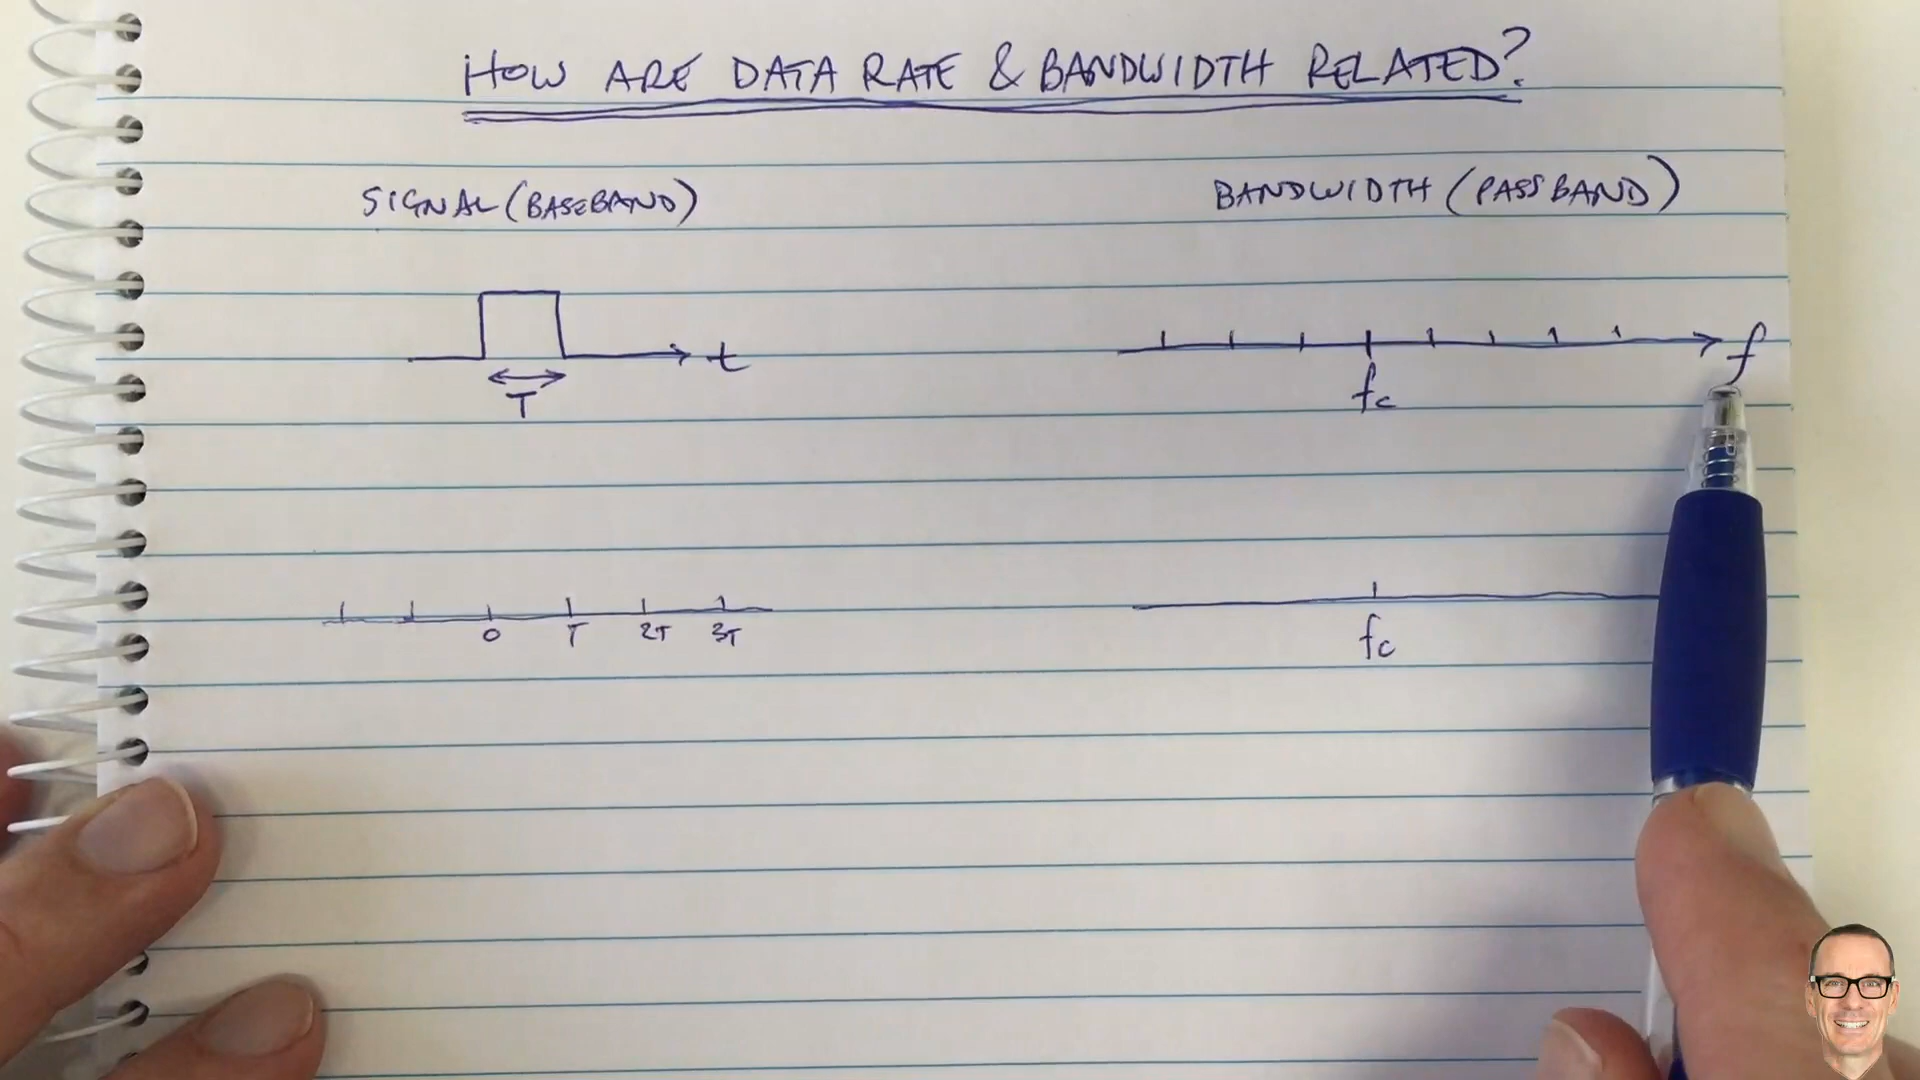 HOW ARE DATA RATE & BANDWIDTH RELATED?
SIGNAL (BASEBAND)
BANDWIDTH (PASSBAND)
t
T
f
fc
0 T 2T 3T
fc